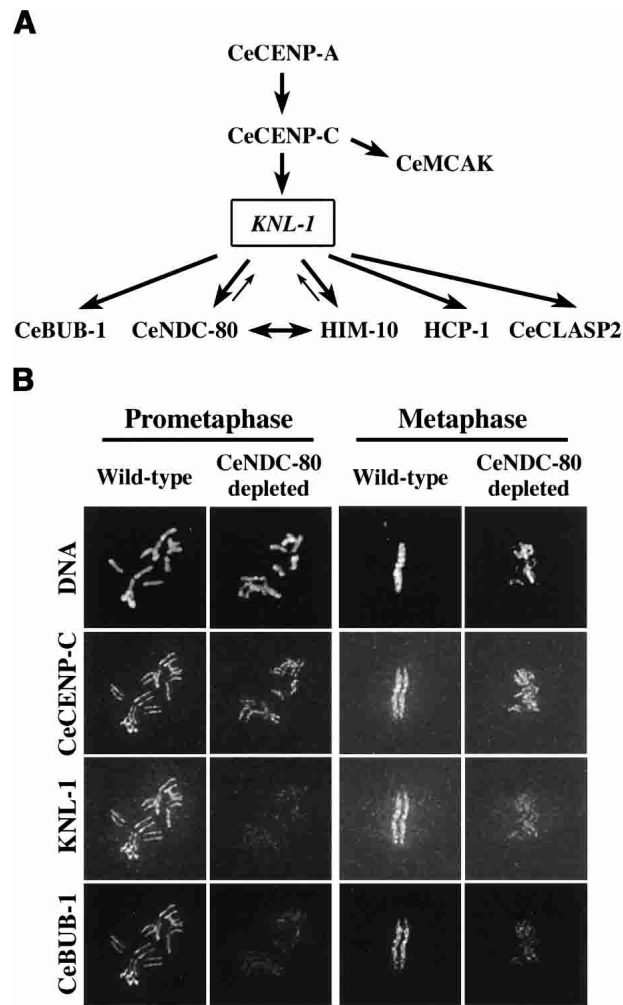 A
CeCENP-A
CeCENP-C
CeMCAK
KNL-1
CeBUB-1 CeNDC-80 HIM-10 HCP-1 CeCLASP2
B
Prometaphase Metaphase
Wild-type CeNDC-80 depleted Wild-type CeNDC-80 depleted
DNA
CeCENP-C
KNL-1
CeBUB-1